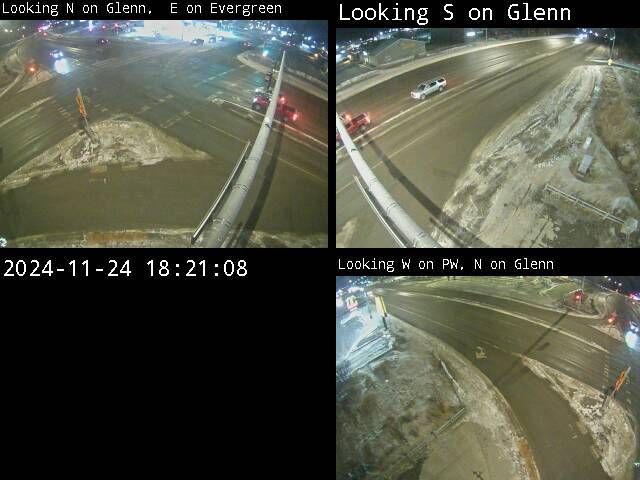 Looking N on Glenn, E on Evergreen
Looking S on Glenn
2024-11-24 18:21:08
Looking W on PW, N on Glenn